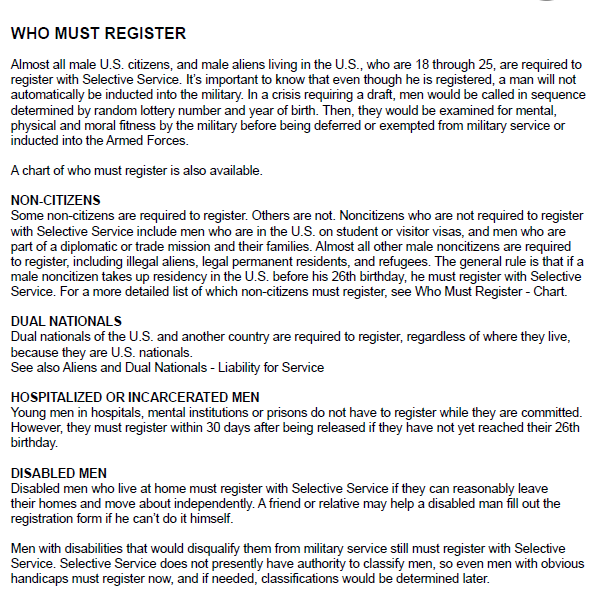 WHO MUST REGISTER
Almost all male U.S. citizens, and male aliens living in the U.S., who are 18 through 25, are required to
register with Selective Service. It's important to know that even though he is registered, a man will not
automatically be inducted into the military. In a crisis requiring a draft, men would be called in sequence
determined by random lottery number and year of birth. Then, they would be examined for mental,
physical and moral fitness by the military before being deferred or exempted from military service or
inducted into the Armed Forces.
A chart of who must register is also available.
NON-CITIZENS
Some non-citizens are required to register. Others are not. Noncitizens who are not required to register
with Selective Service include men who are in the U.S. on student or visitor visas, and men who are
part of a diplomatic or trade mission and their families. Almost all other male noncitizens are required
to register, including illegal aliens, legal permanent residents, and refugees. The general rule is that if a
male noncitizen takes up residency in the U.S. before his 26th birthday, he must register with Selective
Service. For a more detailed list of which non-citizens must register, see Who Must Register - Chart.
DUAL NATIONALS
Dual nationals of the U.S. and another country are required to register, regardless of where they live,
because they are U.S. nationals.
See also Aliens and Dual Nationals - Liability for Service
HOSPITALIZED OR INCARCERATED MEN
Young men in hospitals, mental institutions or prisons do not have to register while they are committed.
However, they must register within 30 days after being released if they have not yet reached their 26th
birthday.
DISABLED MEN
Disabled men who live at home must register with Selective Service if they can reasonably leave
their homes and move about independently. A friend or relative may help a disabled man fill out the
registration form if he can't do it himself.
Men with disabilities that would disqualify them from military service still must register with Selective
Service. Selective Service does not presently have authority to classify men, so even men with obvious
handicaps must register now, and if needed, classifications would be determined later.